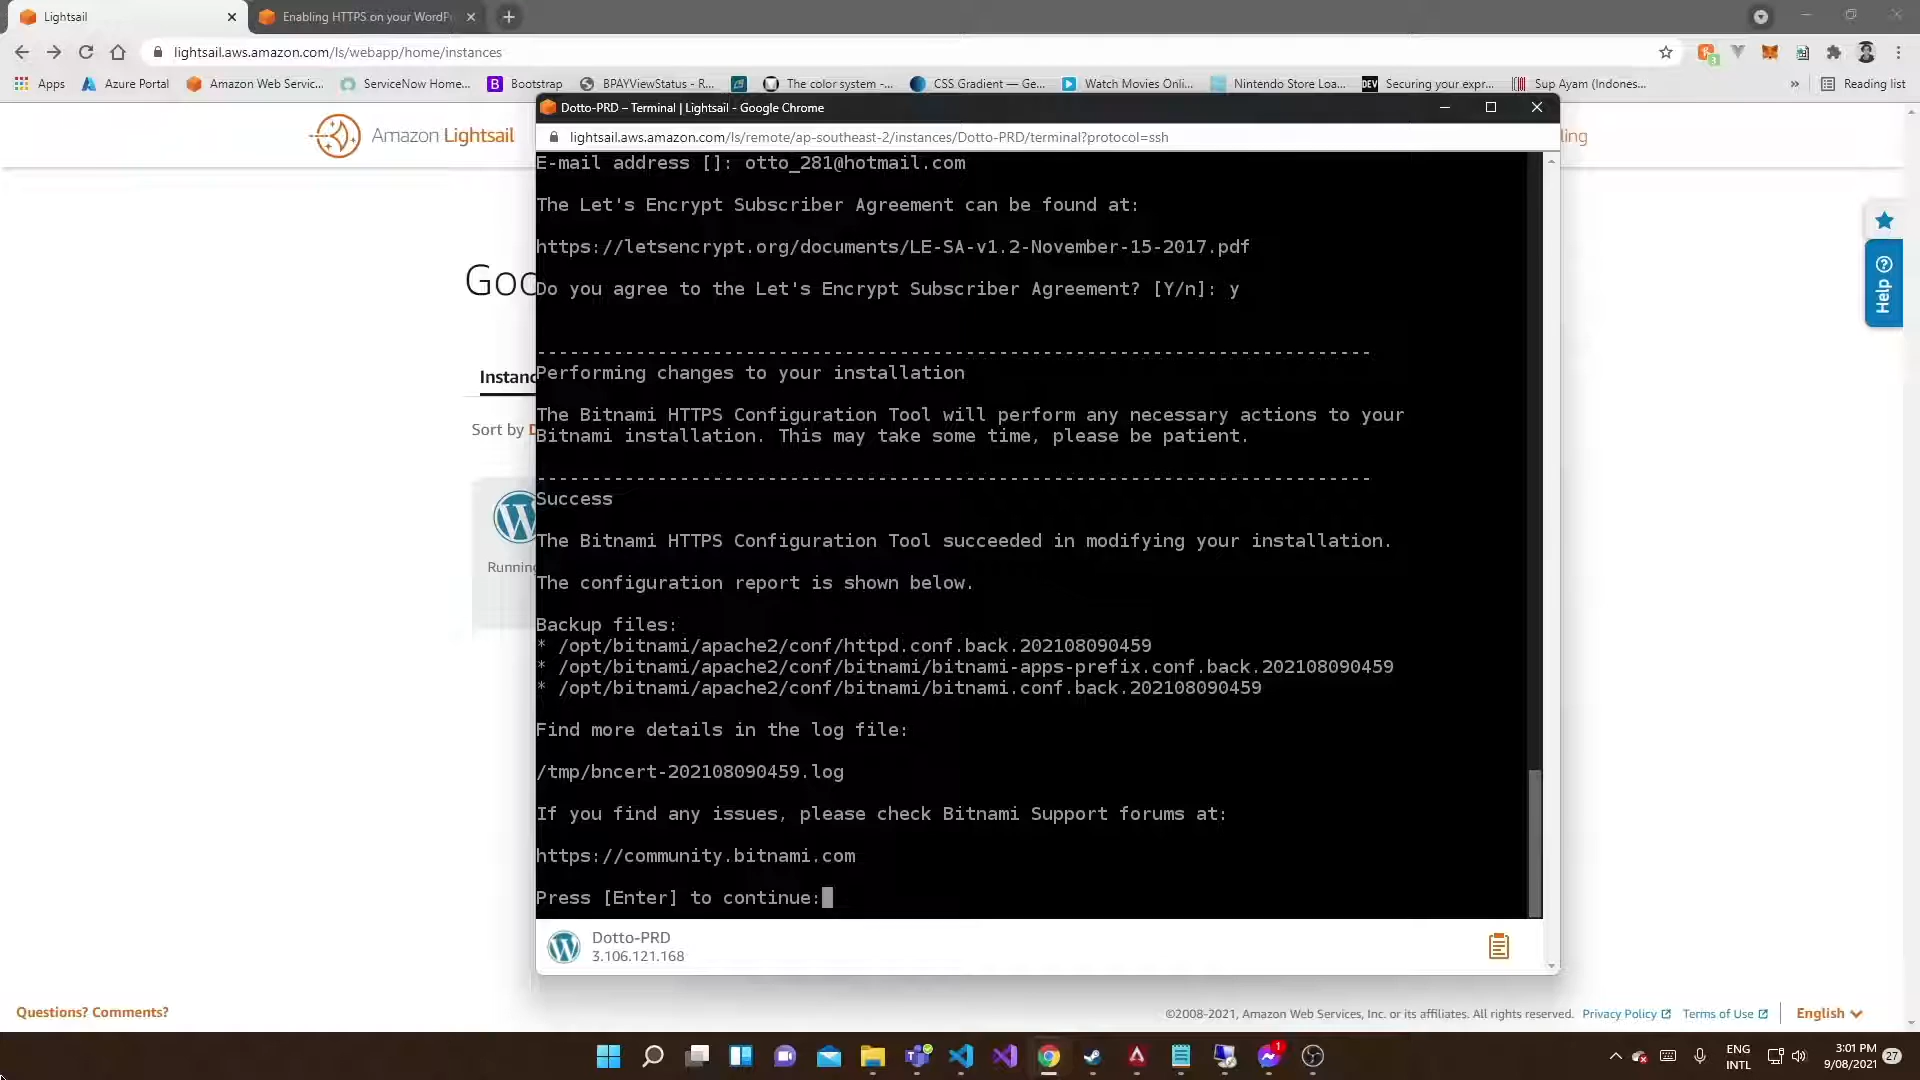 Lightsail
Enabling HTTPS on your WordP
lightsail.aws.amazon.com/ls/webapp/home/instances
Apps
Azure Portal
Amazon Web Servic...
ServiceNow Home...
Bootstrap
BPAYViewStatus - R...
The color system -...
CSS Gradient — Ge...
Watch Movies Onli...
Nintendo Store Loa...
DEV
Securing your expr...
Sup Ayam (Indones...
»
Reading list
Dotto-PRD – Terminal | Lightsail - Google Chrome
lightsail.aws.amazon.com/ls/remote/ap-southeast-2/instances/Dotto-PRD/terminal?protocol=ssh
Amazon Lightsail
ling
Goo
Instanc
Sort by D
Running
Help
E-mail address []: otto_281@hotmail.com
The Let's Encrypt Subscriber Agreement can be found at:
https://letsencrypt.org/documents/LE-SA-v1.2-November-15-2017.pdf
Do you agree to the Let's Encrypt Subscriber Agreement? [Y/n]: y
----------------------------------------------------------------------------
Performing changes to your installation
The Bitnami HTTPS Configuration Tool will perform any necessary actions to your
Bitnami installation. This may take some time, please be patient.
----------------------------------------------------------------------------
Success
The Bitnami HTTPS Configuration Tool succeeded in modifying your installation.
The configuration report is shown below.
Backup files:
* /opt/bitnami/apache2/conf/httpd.conf.back.202108090459
* /opt/bitnami/apache2/conf/bitnami/bitnami-apps-prefix.conf.back.202108090459
* /opt/bitnami/apache2/conf/bitnami/bitnami.conf.back.202108090459
Find more details in the log file:
/tmp/bncert-202108090459.log
If you find any issues, please check Bitnami Support forums at:
https://community.bitnami.com
Press [Enter] to continue:
Dotto-PRD
3.106.121.168
Questions? Comments?
©2008-2021, Amazon Web Services, Inc. or its affiliates. All rights reserved.
Privacy Policy
Terms of Use
English
1
ENG
INTL
3:01 PM
9/08/2021
27